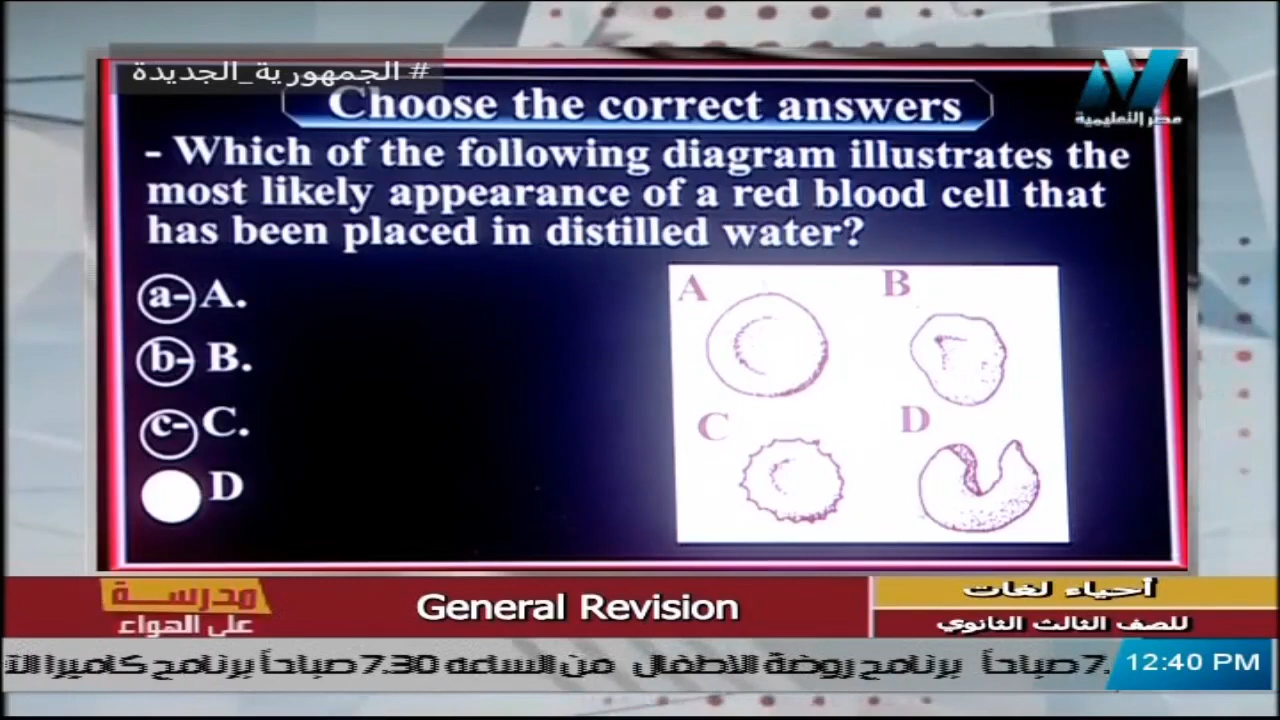 # الجمهورية_الجديدة
مصر التعليمية
Choose the correct answers
- Which of the following diagram illustrates the
most likely appearance of a red blood cell that
has been placed in distilled water?
a- A.
b- B.
c- C.
D
A
B
C
D
مدرسة
على الهواء
General Revision
أحياء لغات
للصف الثالث الثانوي
7.صباحاً برنامج روضة الاطفال من الساعه 7.30صباحاً برنامج كاميرا
12:40 PM